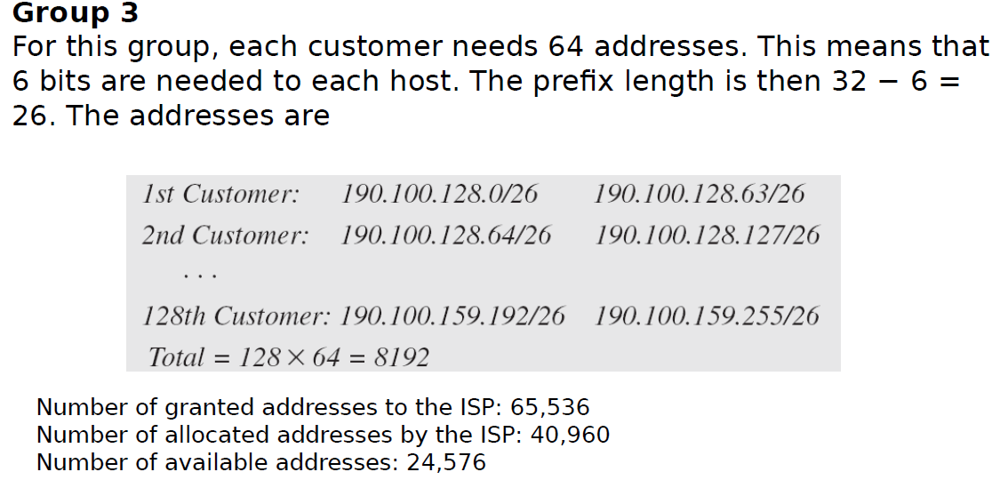 Group 3
For this group, each customer needs 64 addresses. This means that
6 bits are needed to each host. The prefix length is then 32 − 6 =
26. The addresses are
1st Customer: 190.100.128.0/26 190.100.128.63/26
2nd Customer: 190.100.128.64/26 190.100.128.127/26
. . .
128th Customer: 190.100.159.192/26 190.100.159.255/26
Total = 128 × 64 = 8192
Number of granted addresses to the ISP: 65,536
Number of allocated addresses by the ISP: 40,960
Number of available addresses: 24,576